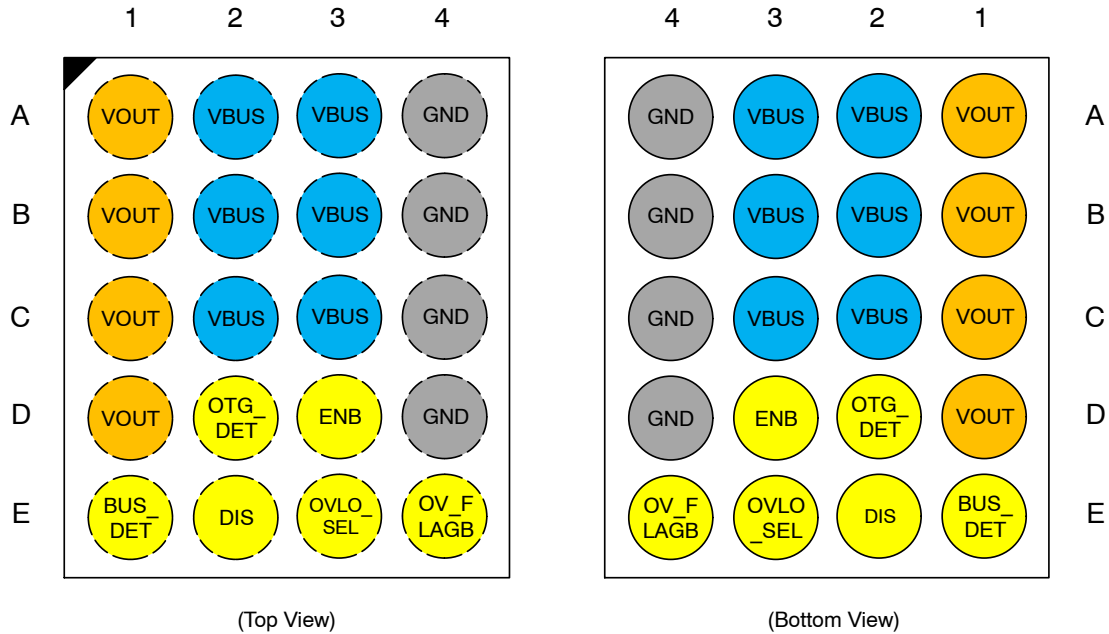 1 2 3 4 4 3 2 1
A VOUT VBUS VBUS GND GND VBUS VBUS VOUT A
B VOUT VBUS VBUS GND GND VBUS VBUS VOUT B
C VOUT VBUS VBUS GND GND VBUS VBUS VOUT C
D VOUT OTG_ DET ENB GND GND ENB OTG_ DET VOUT D
E BUS_ DET DIS OVLO_ SEL OV_F LAGB OV_F LAGB OVLO _SEL DIS BUS_ DET E
(Top View) (Bottom View)